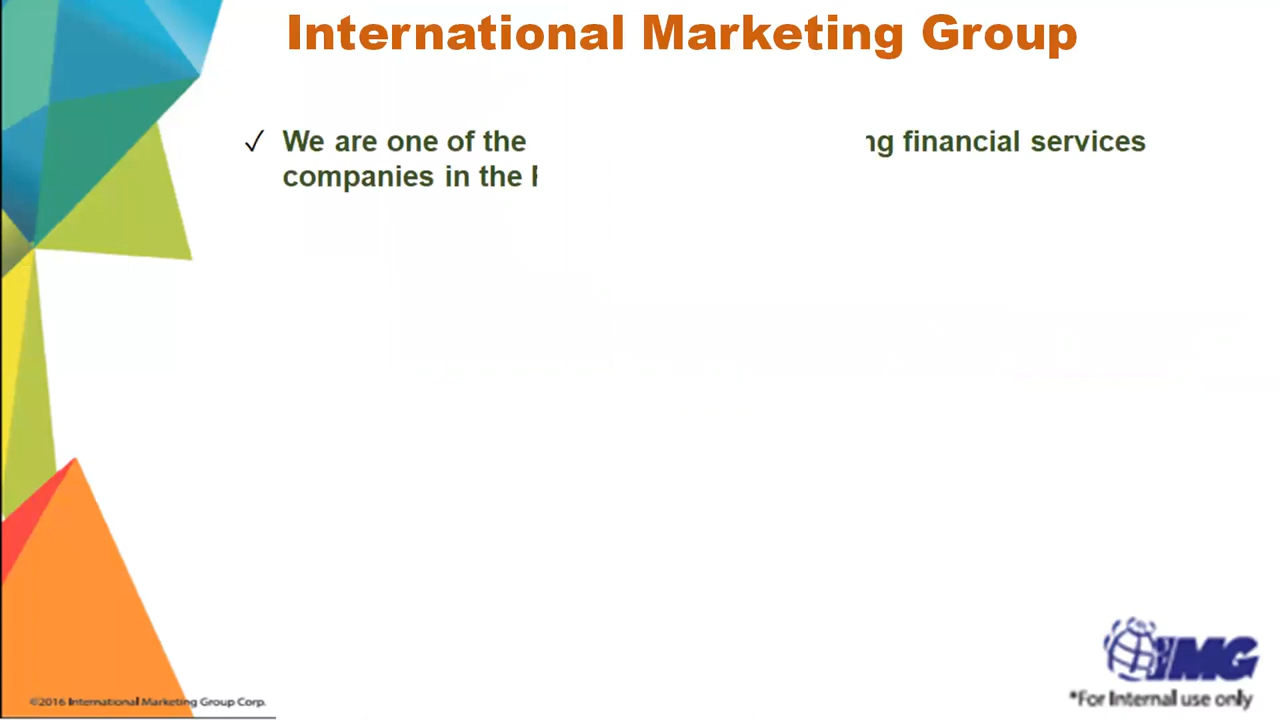 International Marketing Group
✓ We are one of the ng financial services
companies in the
IMG
*For Internal use only
©2016 International Marketing Group Corp.